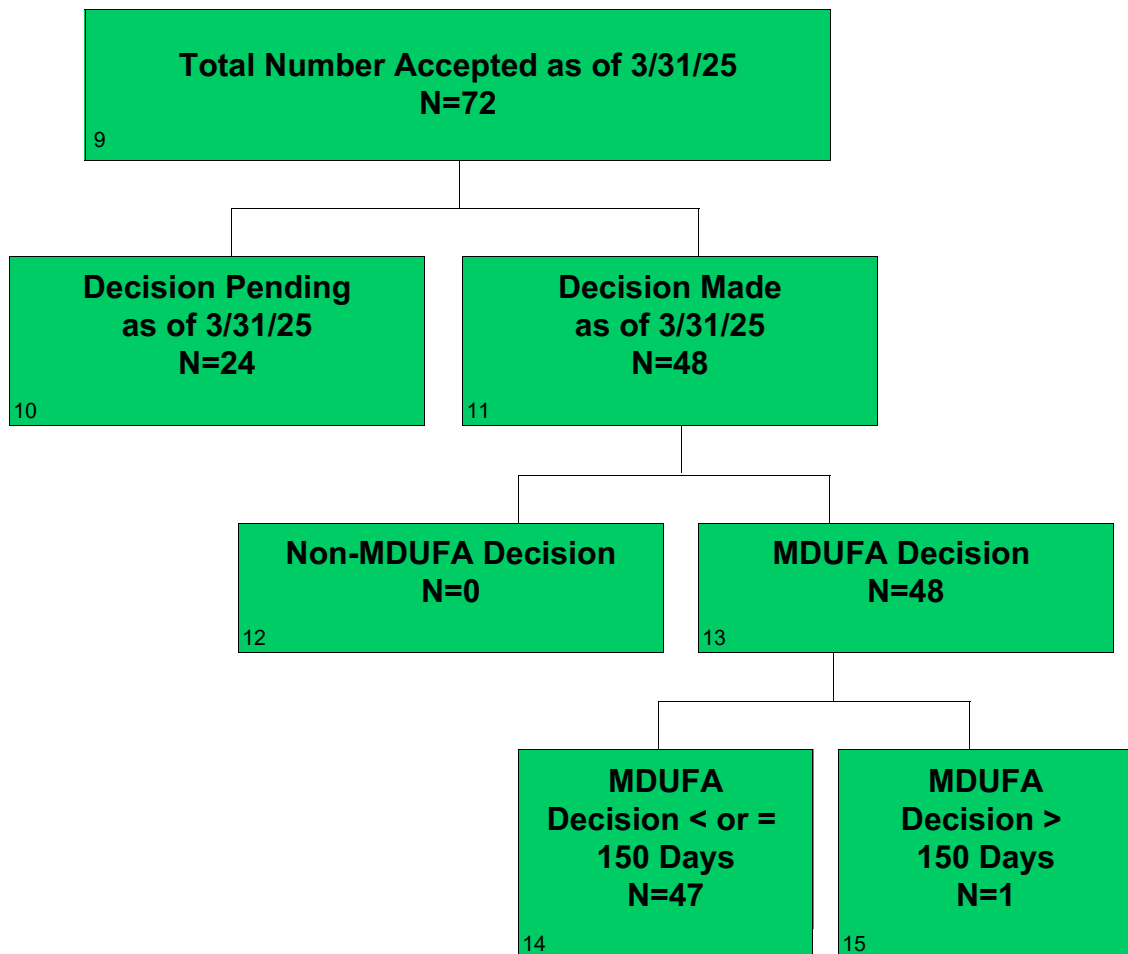 Total Number Accepted as of 3/31/25
N=72
9
Decision Pending
as of 3/31/25
N=24
10
Decision Made
as of 3/31/25
N=48
11
Non-MDUFA Decision
N=0
12
MDUFA Decision
N=48
13
MDUFA
Decision < or =
150 Days
N=47
14
MDUFA
Decision >
150 Days
N=1
15